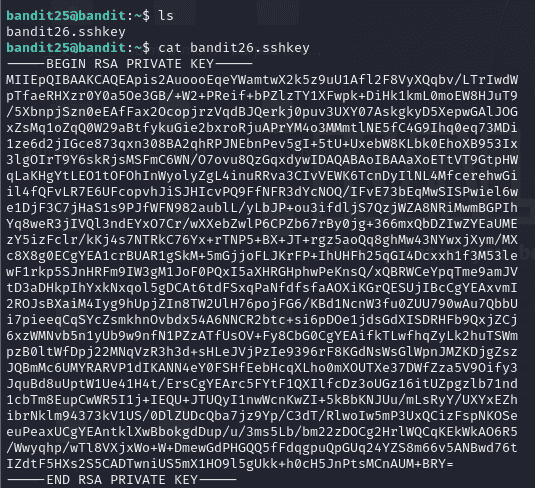 bandit25@bandit:~$ ls
bandit26.sshkey
bandit25@bandit:~$ cat bandit26.sshkey
-----BEGIN RSA PRIVATE KEY-----
MIIEpQIBAAKCAQEApis2AuoooEqeYWamtwX2k5z9uU1Afl2F8VyXQqbv/LTrIwdW
pTfaeRHXzr0Y0a5Oe3GB/+W2+PReif+bPZlzTY1XFwpk+DiHk1kmL0moEW8HJuT9
/5XbnpjSzn0eEAfFax2OcopjrzVqdBJQerkj0puv3UXY07AskgkyD5XepwGAlJOG
xZsMq1oZqQ0W29aBtfykuGie2bxroRjuAPrYM4o3MMmtlNE5fC4G9Ihq0eq73MDi
1ze6d2jIGce873qxn308BA2qhRPJNEbnPev5gI+5tU+UxebW8KLbk0EhoXB953Ix
3lgOIrT9Y6skRjsMSFmC6WN/O7ovu8QzGqxdywIDAQABAoIBAAaXoETtVT9GtpHW
qLaKHgYtLEO1tOFOhInWyolyZgL4inuRRva3CIvVEWK6TcnDyIlNL4MfcerehwGi
il4fQFvLR7E6UFcopvhJiSJHIcvPQ9FfNFR3dYcNOQ/IFvE73bEqMwSISPwiel6w
e1DjF3C7jHaS1s9PJfWFN982aublL/yLbJP+ou3ifdljS7QzjWZA8NRiMwmBGPIh
Yq8weR3jIVQl3ndEYxO7Cr/wXXebZwlP6CPZb67rBy0jg+366mxQbDZIwZYEaUME
zY5izFclr/kKj4s7NTRkC76Yx+rTNP5+BX+JT+rgz5aoQq8ghMw43NYwxjXym/MX
c8X8g0ECgYEA1crBUAR1gSkM+5mGjjoFLJKrFP+IhUHFh25qGI4Dcxxh1f3M53le
wF1rkp5SJnHRFm9IW3gM1JoF0PQxI5aXHRGHphwPeKnsQ/xQBRWCeYpqTme9amJV
tD3aDHkpIhYxkNxqol5gDCAt6tdFSxqPaNfdfsfaAOXiKGrQESUjIBcCgYEAxvmI
2ROJsBXaiM4Iyg9hUpjZIn8TW2UlH76pojFG6/KBd1NcnW3fu0ZUU790wAu7QbbU
i7pieeqCqSYcZsmkhnOvbdx54A6NNCR2btc+si6pDOe1jdsGdXISDRHFb9QxjZCj
6xzWMNvb5n1yUb9w9nfN1PZzATfUsOV+Fy8CbG0CgYEAifkTLwfhqZyLk2huTSWm
pzB0ltWfDpj22MNqVzR3h3d+sHLeJVjPzIe9396rF8KGdNsWsGlWpnJMZKDjgZsz
JQBmMc6UMYRARVP1dIKANN4eY0FSHfEebHcqXLho0mXOUTXe37DWfZza5V9Oify3
JquBd8uUptW1Ue41H4t/ErsCgYEArc5FYtF1QXIlfcDz3oUGz16itUZpgzlb71nd
1cbTm8EupCwWR5I1j+IEQU+JTUQyI1nwWcnKwZI+5kBbKNJUu/mLsRyY/UXYxEZh
ibrNklm94373kV1US/0DlZUDcQba7jz9Yp/C3dT/RlwoIw5mP3UxQCizFspNKOSe
euPeaxUCgYEAntklXwBbokgdDup/u/3ms5Lb/bm22zDOCg2HrlWQCqKEkWkAO6R5
/Wwyqhp/wTl8VXjxWo+W+DmewGdPHGQQ5fFdqgpuQpGUq24YZS8m66v5ANBwd76t
IZdtF5HXs2S5CADTwniUS5mX1HO9l5gUkk+h0cH5JnPtsMCnAUM+BRY=
-----END RSA PRIVATE KEY-----